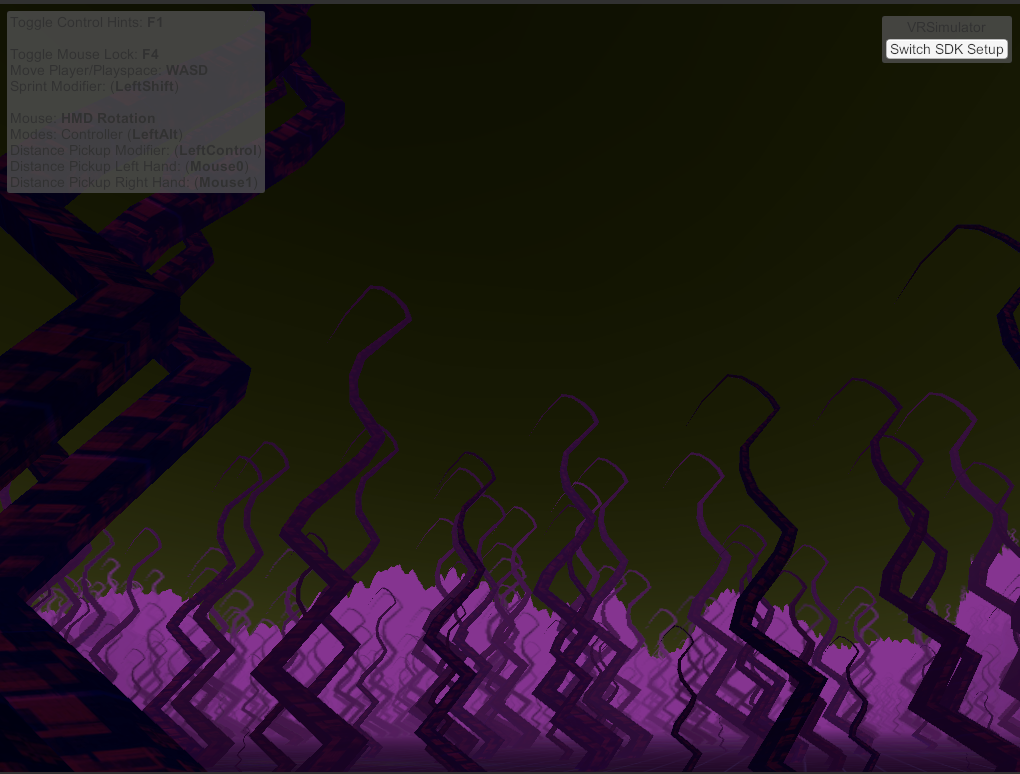 Toggle Control Hints: F1
Toggle Mouse Lock: F4
Move Player/Playspace: WASD
Sprint Modifier: (LeftShift)
Mouse: HMD Rotation
Modes: Controller (LeftAlt)
Distance Pickup Modifier: (LeftControl)
Distance Pickup Left Hand: (Mouse0)
Distance Pickup Right Hand: (Mouse1)
VRSimulator
Switch SDK Setup